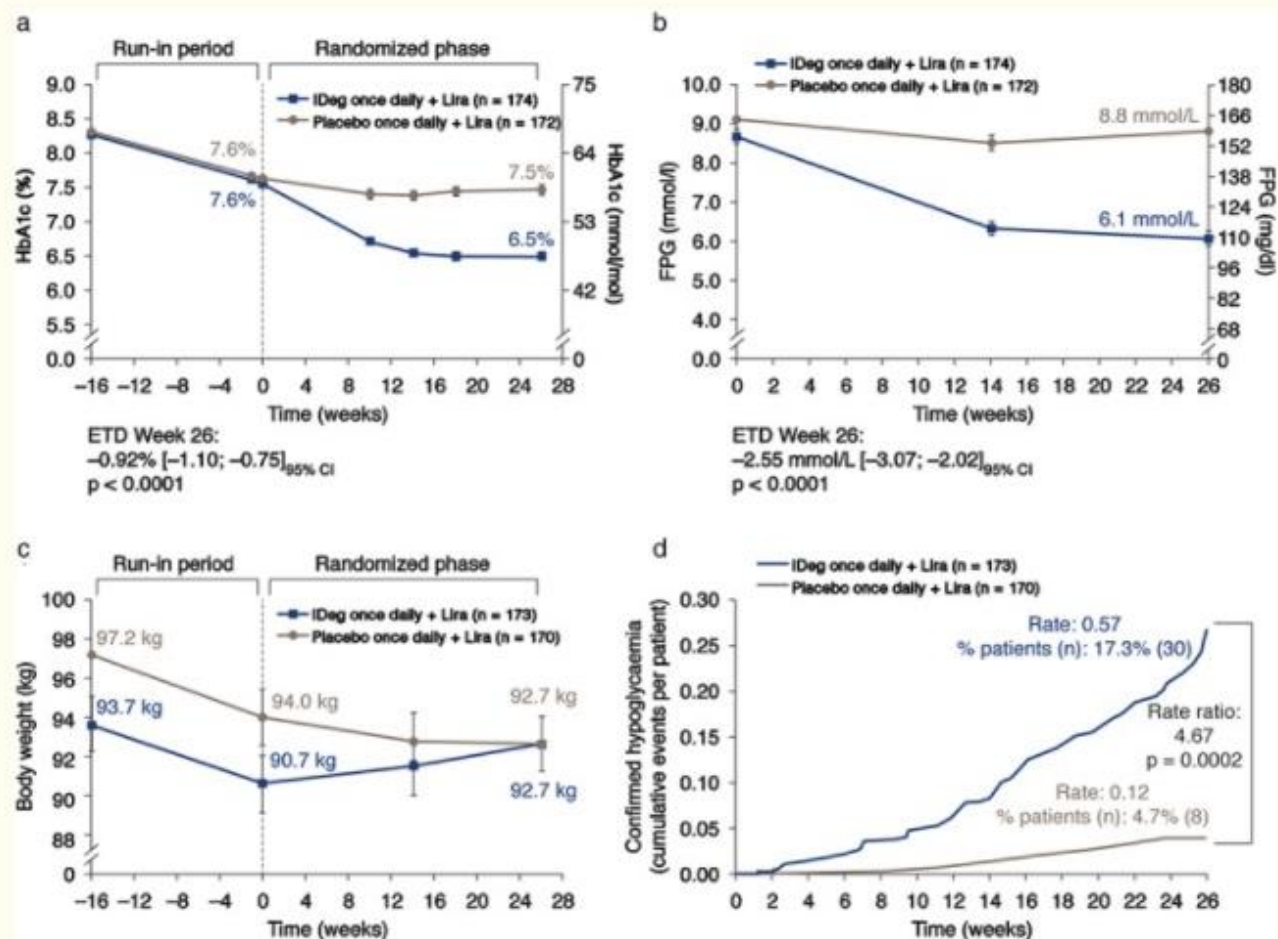 a
Run-in period
Randomized phase
IDeg once daily + Lira (n = 174)
Placebo once daily + Lira (n = 172)
HbA1c (%)
9.0
8.5
8.0
7.5
7.0
6.5
6.0
5.5
0.0
7.6%
7.6%
7.5%
6.5%
75
64
53
42
0
HbA1c (mmol/mol)
–16 –12 –8 –4 0 4 8 12 16 20 24 28
Time (weeks)
ETD Week 26:
–0.92% [–1.10; –0.75]95% CI
p < 0.0001
b
IDeg once daily + Lira (n = 174)
Placebo once daily + Lira (n = 172)
FPG (mmol/l)
10.0
9.0
8.0
7.0
6.0
5.0
4.0
0.0
8.8 mmol/L
6.1 mmol/L
180
166
152
138
124
110
96
82
68
0
FPG (mg/dl)
0 2 4 6 8 10 12 14 16 18 20 22 24 26
Time (weeks)
ETD Week 26:
–2.55 mmol/L [–3.07; –2.02]95% CI
p < 0.0001
c
Run-in period
Randomized phase
IDeg once daily + Lira (n = 173)
Placebo once daily + Lira (n = 170)
Body weight (kg)
100
98
96
94
92
90
88
0
97.2 kg
93.7 kg
94.0 kg
90.7 kg
92.7 kg
92.7 kg
–16 –12 –8 –4 0 4 8 12 16 20 24 28
Time (weeks)
d
IDeg once daily + Lira (n = 173)
Placebo once daily + Lira (n = 170)
Confirmed hypoglycaemia
(cumulative events per patient)
0.30
0.25
0.20
0.15
0.10
0.05
0.00
Rate: 0.57
% patients (n): 17.3% (30)
Rate ratio:
4.67
p = 0.0002
Rate: 0.12
% patients (n): 4.7% (8)
0 2 4 6 8 10 12 14 16 18 20 22 24 26
Time (weeks)